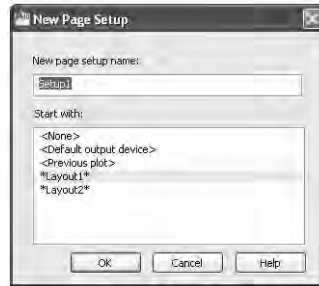 New Page Setup
New page setup name:
Setup1
Start with:
<None>
<Default output device>
<Previous plot>
*Layout1*
*Layout2*
OK Cancel Help